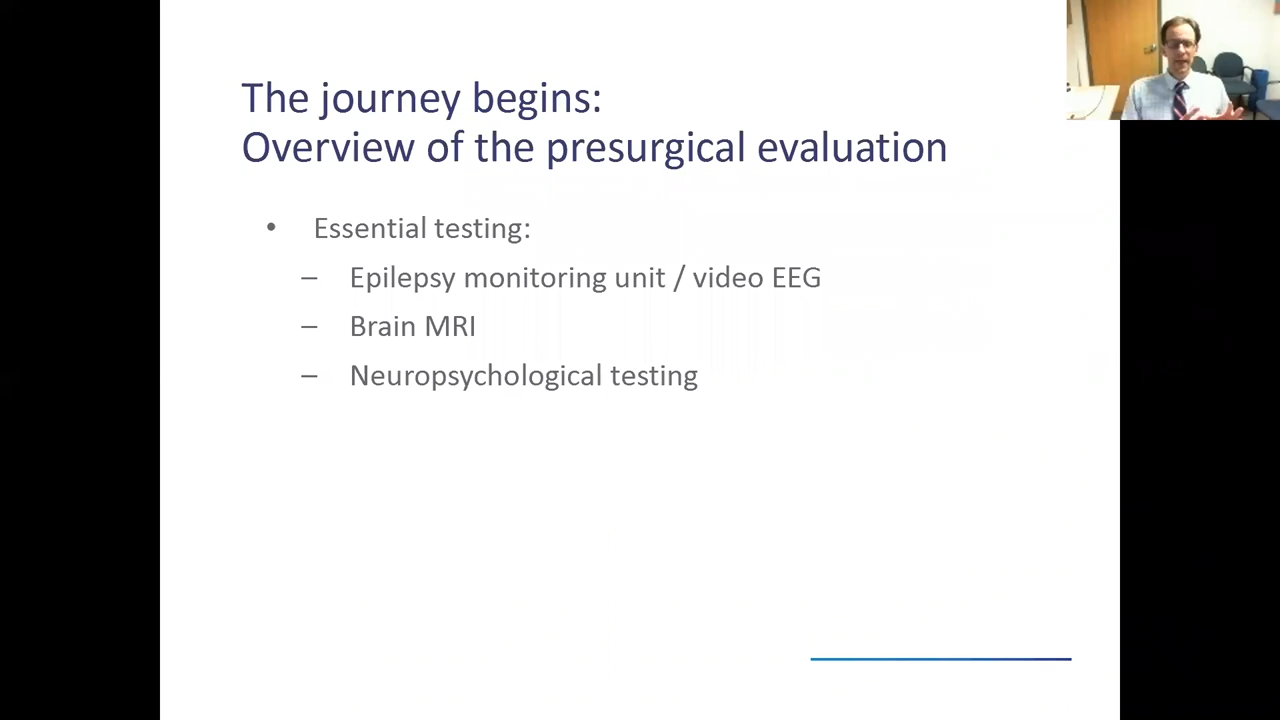 The journey begins:
Overview of the presurgical evaluation
• Essential testing:
– Epilepsy monitoring unit / video EEG
– Brain MRI
– Neuropsychological testing